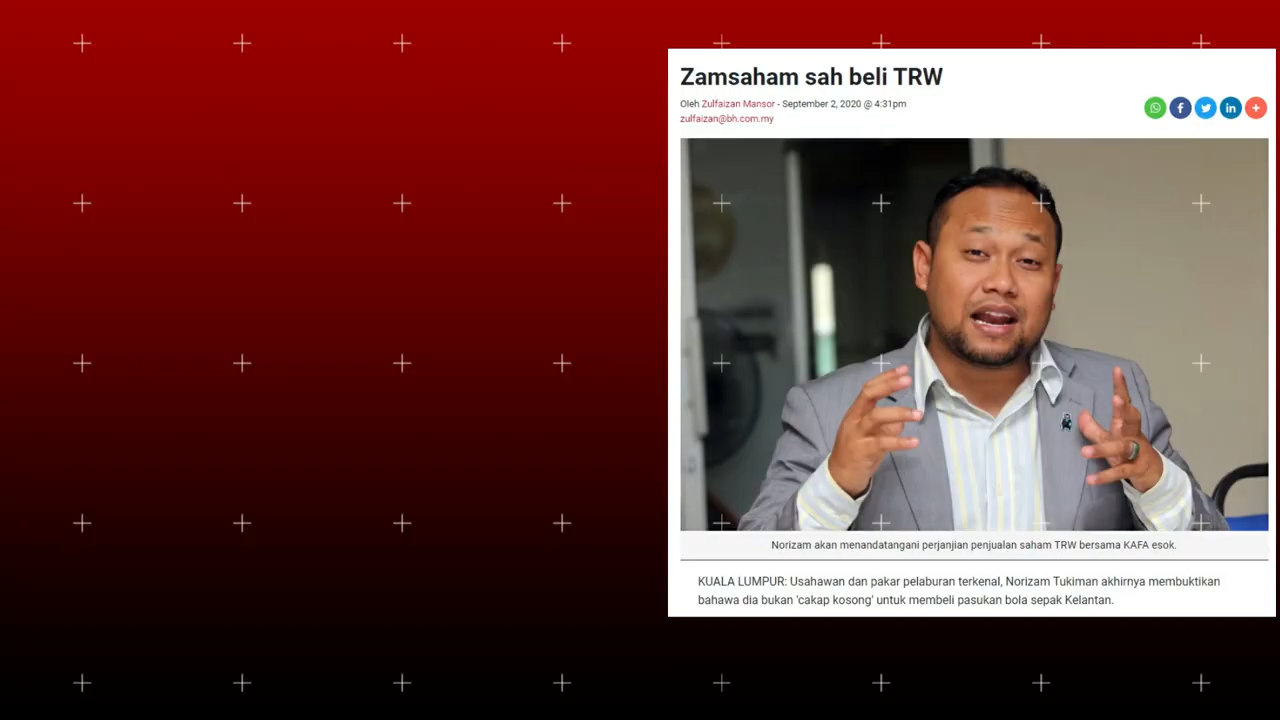 Zamsaham sah beli TRW
Oleh Zulfaizan Mansor - September 2, 2020 @ 4:31pm
zulfaizan@bh.com.my
Norizam akan menandatangani perjanjian penjualan saham TRW bersama KAFA esok.
KUALA LUMPUR: Usahawan dan pakar pelaburan terkenal, Norizam Tukiman akhirnya membuktikan
bahawa dia bukan 'cakap kosong' untuk membeli pasukan bola sepak Kelantan.